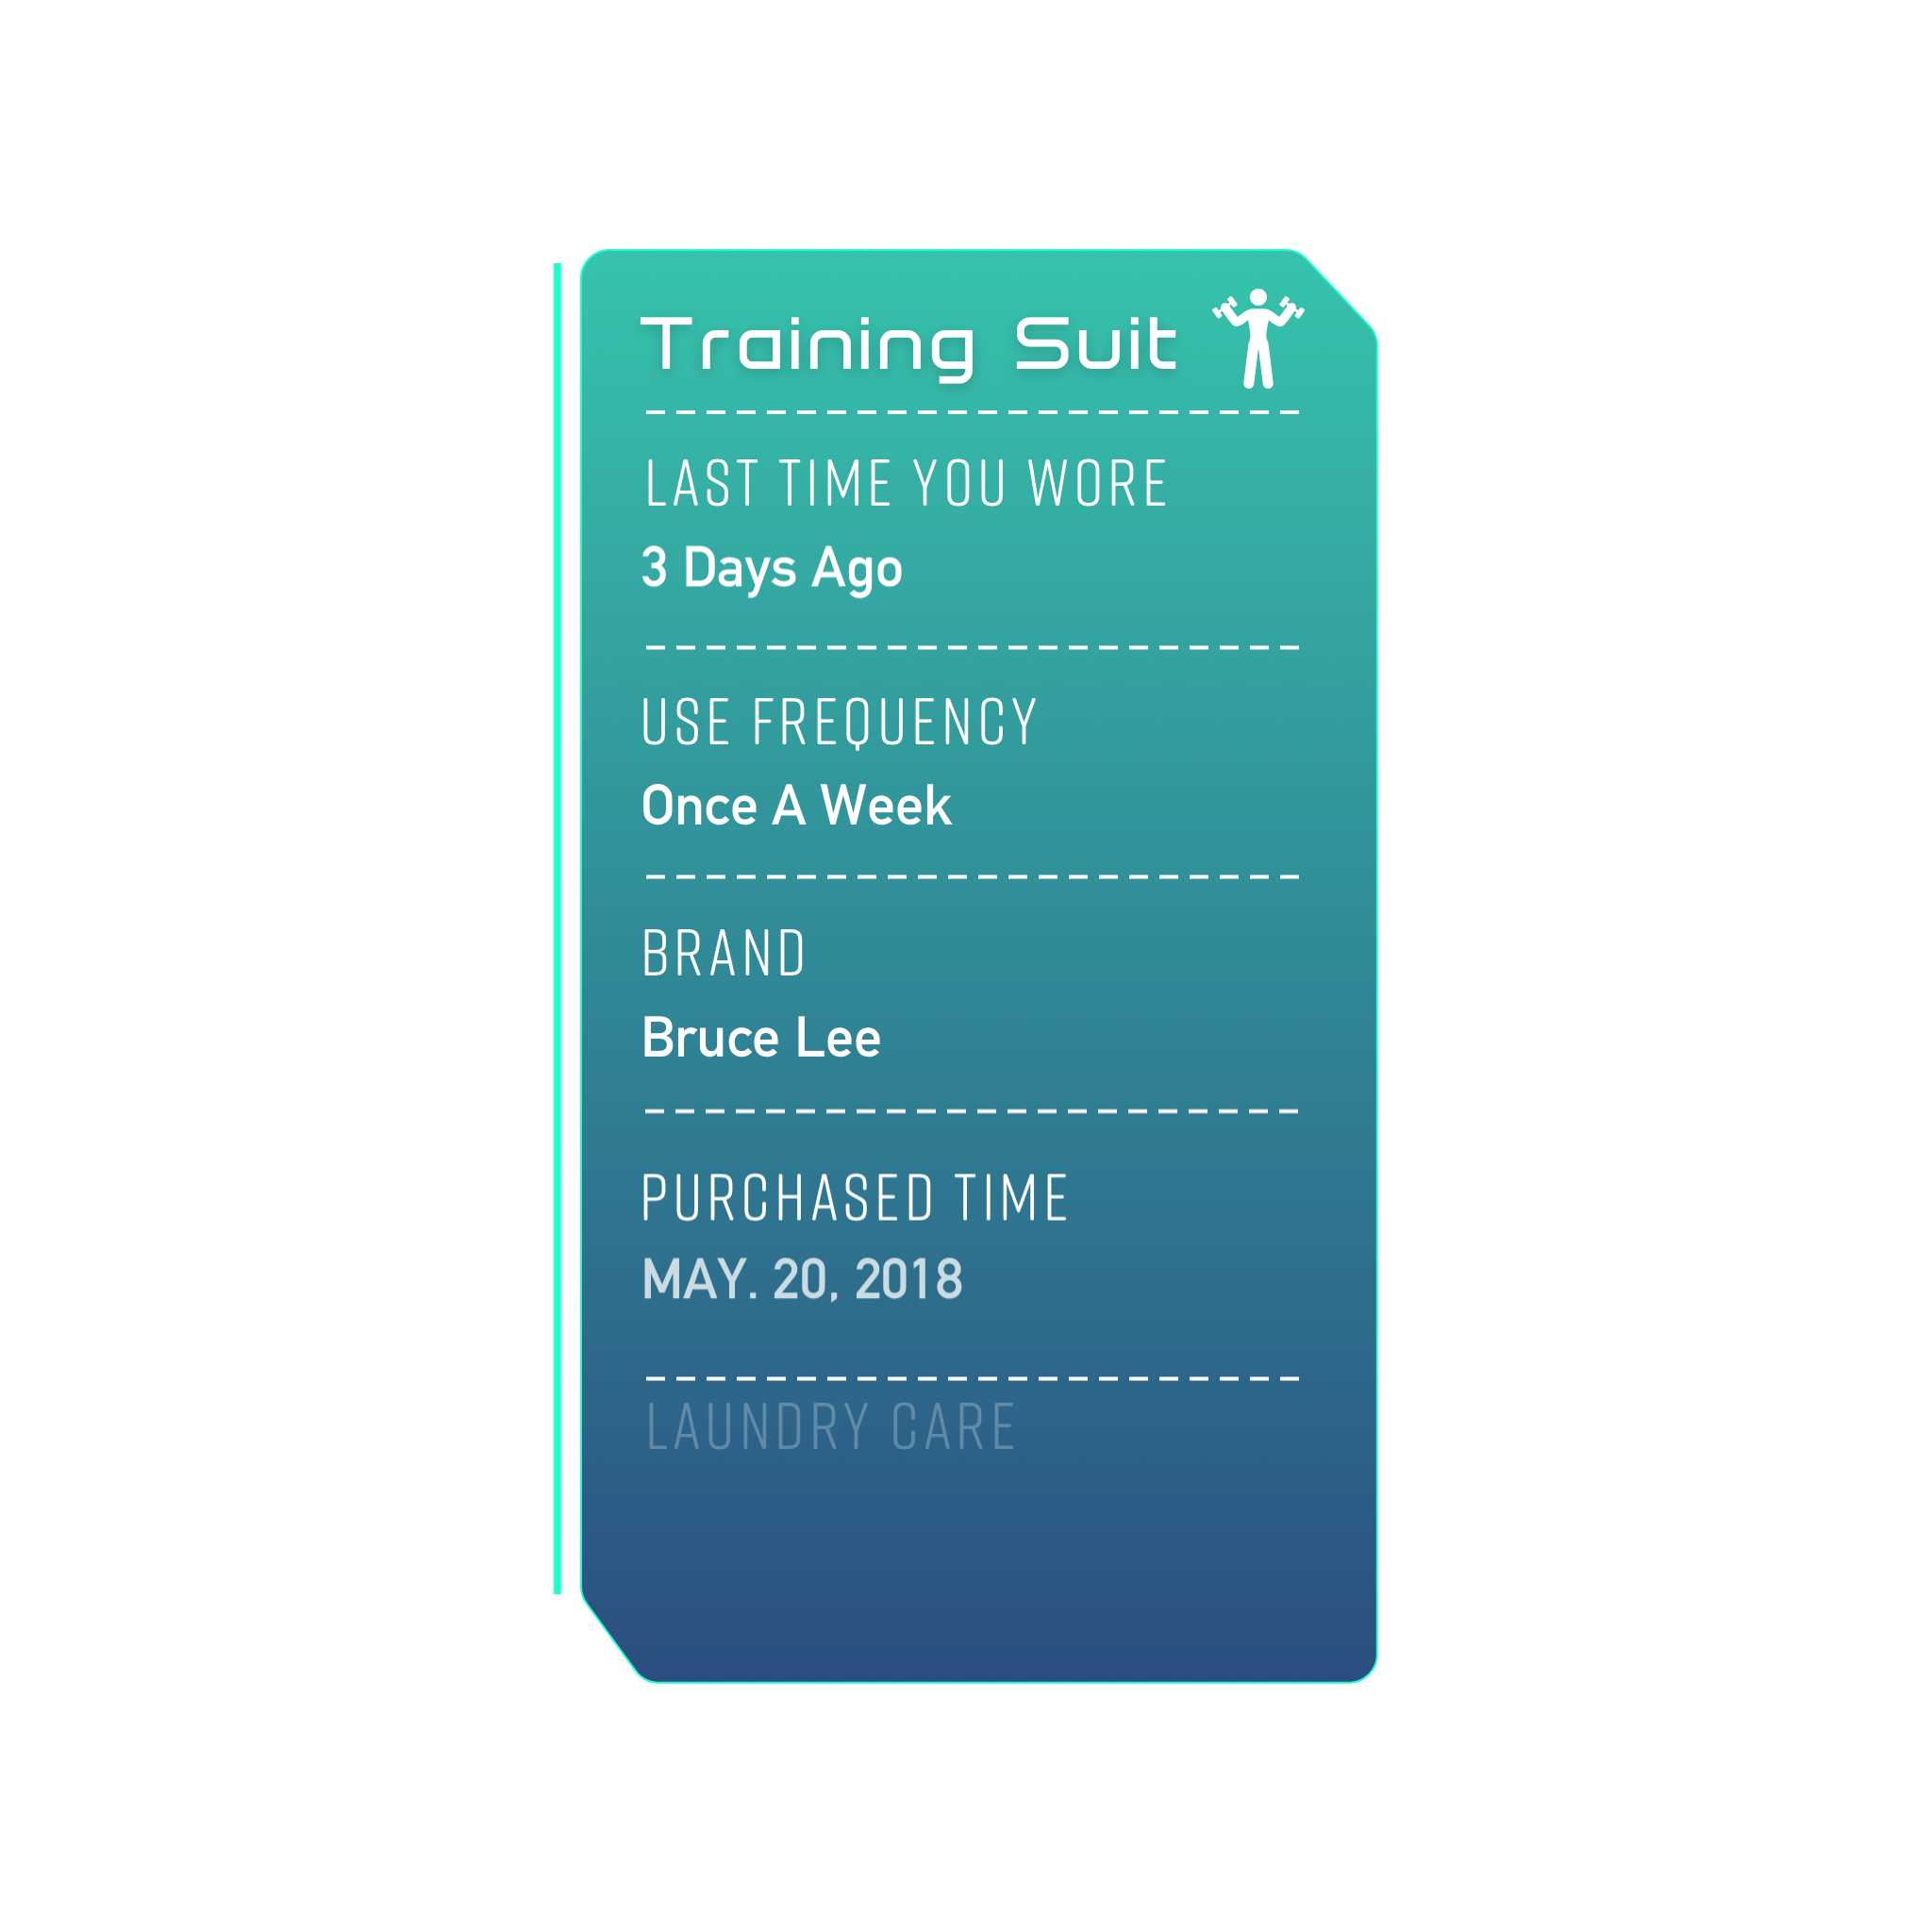 Training Suit
LAST TIME YOU WORE
3 Days Ago
USE FREQUENCY
Once A Week
BRAND
Bruce Lee
PURCHASED TIME
MAY. 20, 2018
LAUNDRY CARE